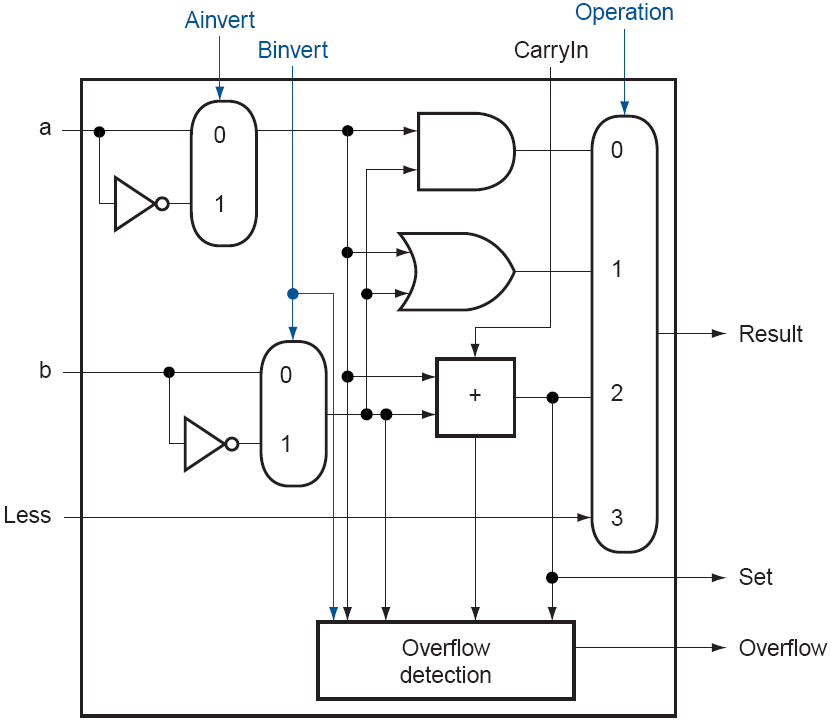 Operation
Ainvert
Binvert
CarryIn
a
0
1
0
1
b
0
1
+
2
Result
Less
3
Set
Overflow
detection
Overflow